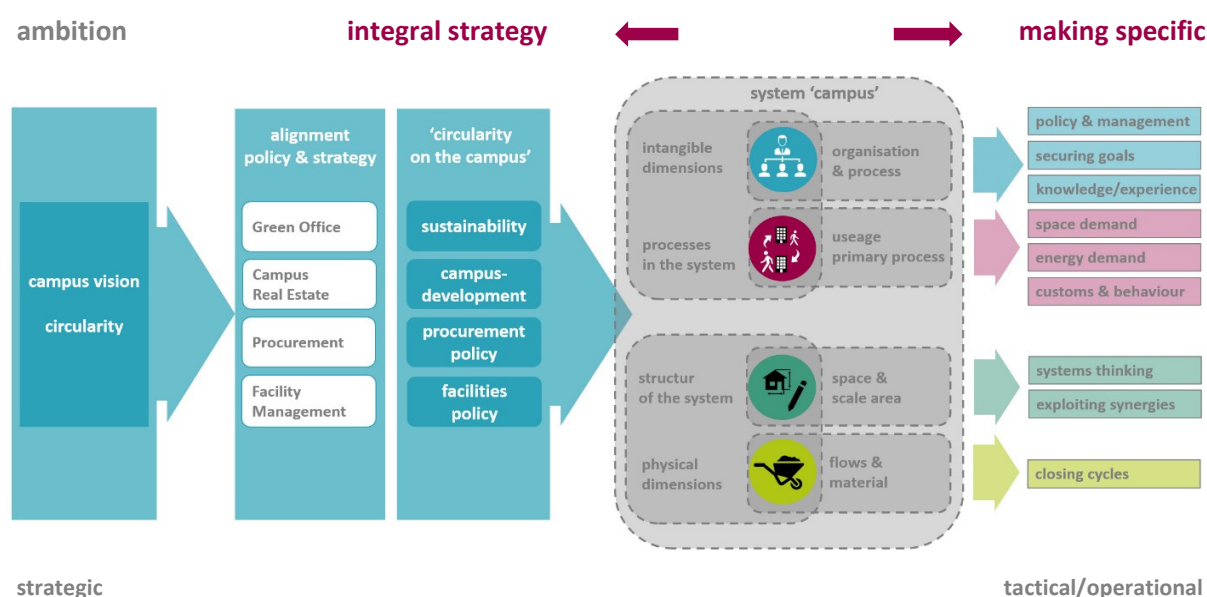 ambition
integral strategy
making specific
campus vision
circularity
alignment
policy & strategy
Green Office
Campus
Real Estate
Procurement
Facility
Management
‘circularity
on the campus’
sustainability
campus-
development
procurement
policy
facilities
policy
system ‘campus’
intangible
dimensions
organisation
& process
processes
in the system
useage
primary process
structur
of the system
space &
scale area
physical
dimensions
flows &
material
policy & management
securing goals
knowledge/experience
space demand
energy demand
customs & behaviour
systems thinking
exploiting synergies
closing cycles
strategic
tactical/operational